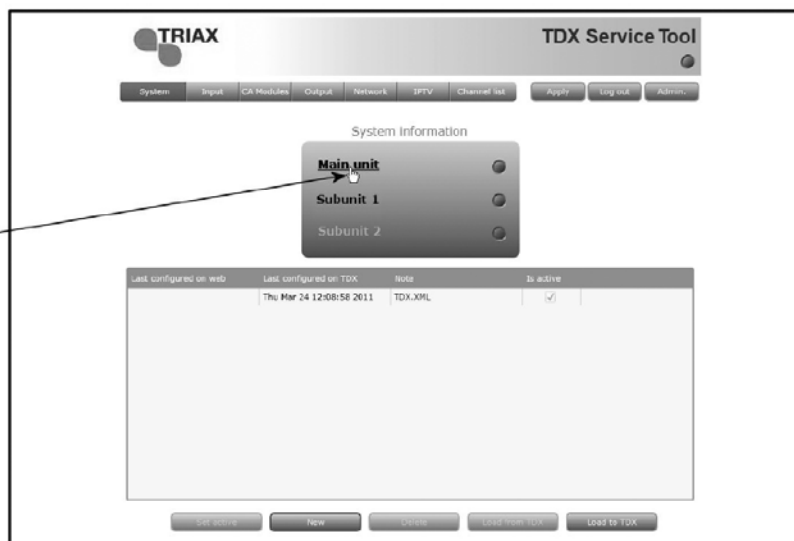 TRIAX
TDX Service Tool
System Input CA Modules Output Network IPTV Channel list Apply Log out Admin.
System information
Main unit
Subunit 1
Subunit 2
Last configured on web Last configured on TDX Note Is active
Thu Mar 24 12:08:58 2011 TDX.XML
Set active New Delete Load from TDX Load to TDX